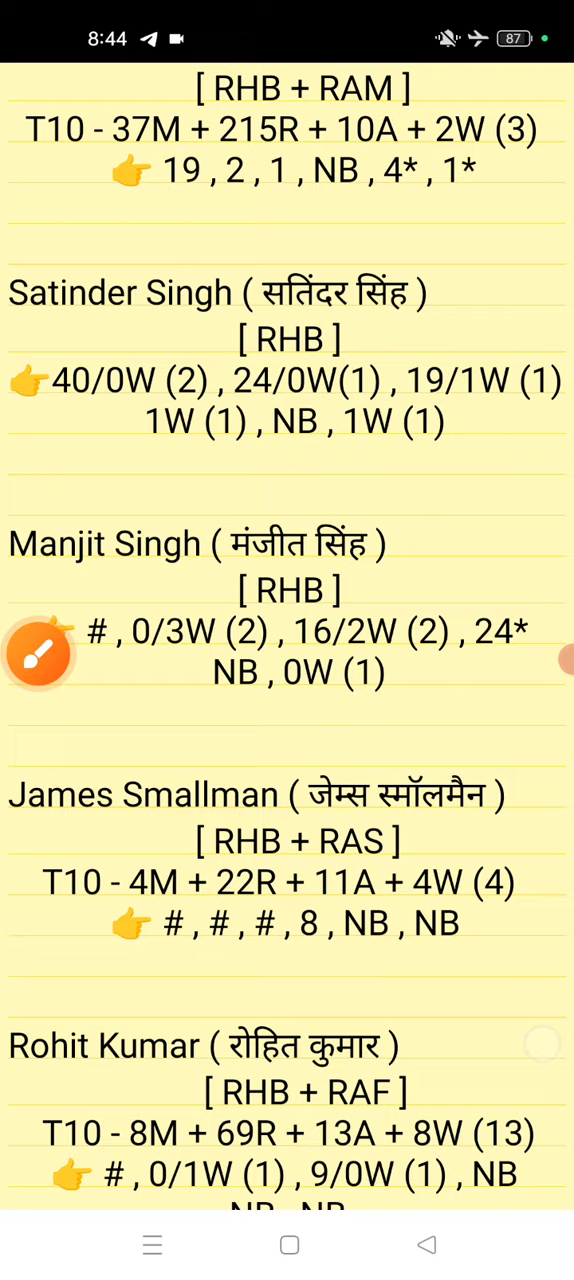 8:44
87
[ RHB + RAM ]
T10 - 37M + 215R + 10A + 2W (3)
👉 19 , 2 , 1 , NB , 4* , 1*
Satinder Singh ( सतिंदर सिंह )
[ RHB ]
👉40/0W (2) , 24/0W(1) , 19/1W (1)
1W (1) , NB , 1W (1)
Manjit Singh ( मंजीत सिंह )
[ RHB ]
👉 # , 0/3W (2) , 16/2W (2) , 24*
NB , 0W (1)
James Smallman ( जेम्स स्मॉलमैन )
[ RHB + RAS ]
T10 - 4M + 22R + 11A + 4W (4)
👉 # , # , # , 8 , NB , NB
Rohit Kumar ( रोहित कुमार )
[ RHB + RAF ]
T10 - 8M + 69R + 13A + 8W (13)
👉 # , 0/1W (1) , 9/0W (1) , NB
NB , NB